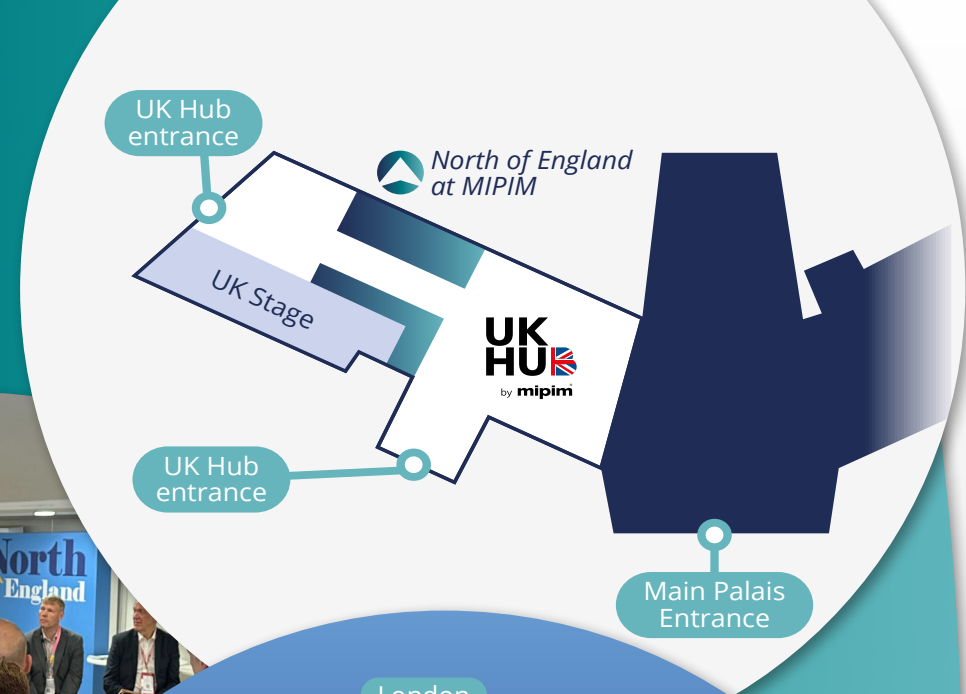 UK Hub
entrance
North of England
at MIPIM
UK Stage
UK
HUB
by mipim
UK Hub
entrance
North
England
Main Palais
Entrance
London